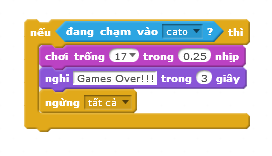 nếu đang chạm vào cato ? thì
chơi trống 17 trong 0.25 nhịp
nghĩ Games Over!!! trong 3 giây
ngừng tất cả